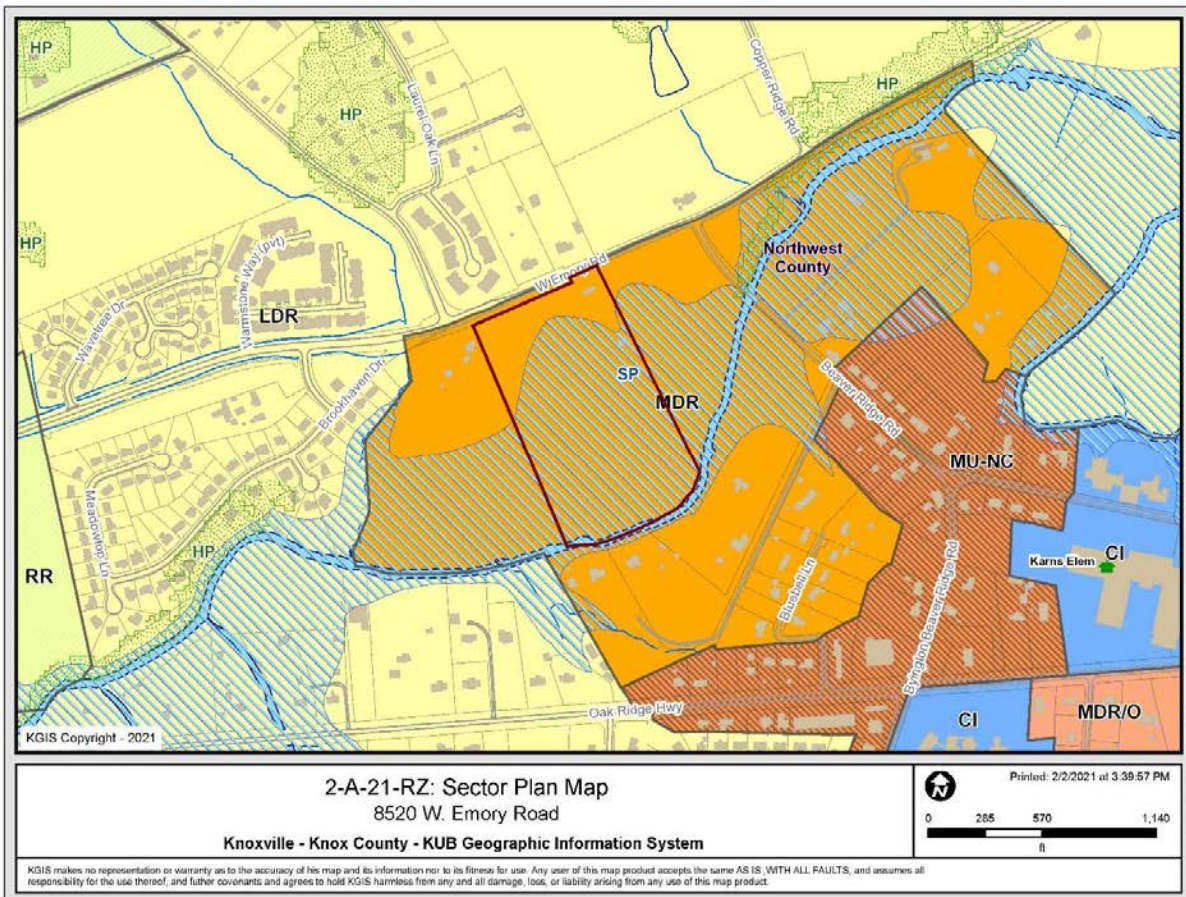 HP
HP
HP
HP
HP
Laurel Oak Ln
Copper Ridge Rd
Northwest
County
W Emory Rd
Warmstone Way (pvt)
Wavetree Dr
LDR
Brookhaven Dr
SP
MDR
Beaver Ridge Rd
MU-NC
Meadowtop Ln
RR
Karns Elem
CI
Bluebell Ln
Byington Beaver Ridge Rd
Oak Ridge Hwy
CI
MDR/O
KGIS Copyright - 2021
2-A-21-RZ: Sector Plan Map
8520 W. Emory Road
Knoxville - Knox County - KUB Geographic Information System
N
Printed: 2/2/2021 at 3:39:57 PM
0 285 570 1,140
ft
KGIS makes no representation or warranty as to the accuracy of his map and its information nor to its fitness for use. Any user of this map product accepts the same AS IS ,WITH ALL FAULTS, and assumes all
responsibility for the use thereof, and futher covenants and agrees to hold KGIS harmless from any and all damage, loss, or liability arising from any use of this map product.